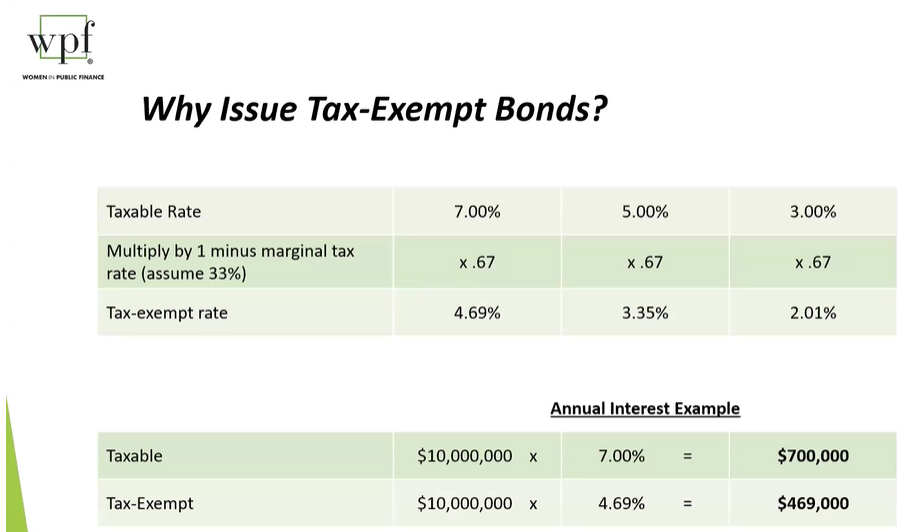 wpf®
WOMEN IN PUBLIC FINANCE
Why Issue Tax-Exempt Bonds?
Taxable Rate 7.00% 5.00% 3.00%
Multiply by 1 minus marginal tax
rate (assume 33%) x .67 x .67 x .67
Tax-exempt rate 4.69% 3.35% 2.01%
Annual Interest Example
Taxable $10,000,000 x 7.00% = $700,000
Tax-Exempt $10,000,000 x 4.69% = $469,000